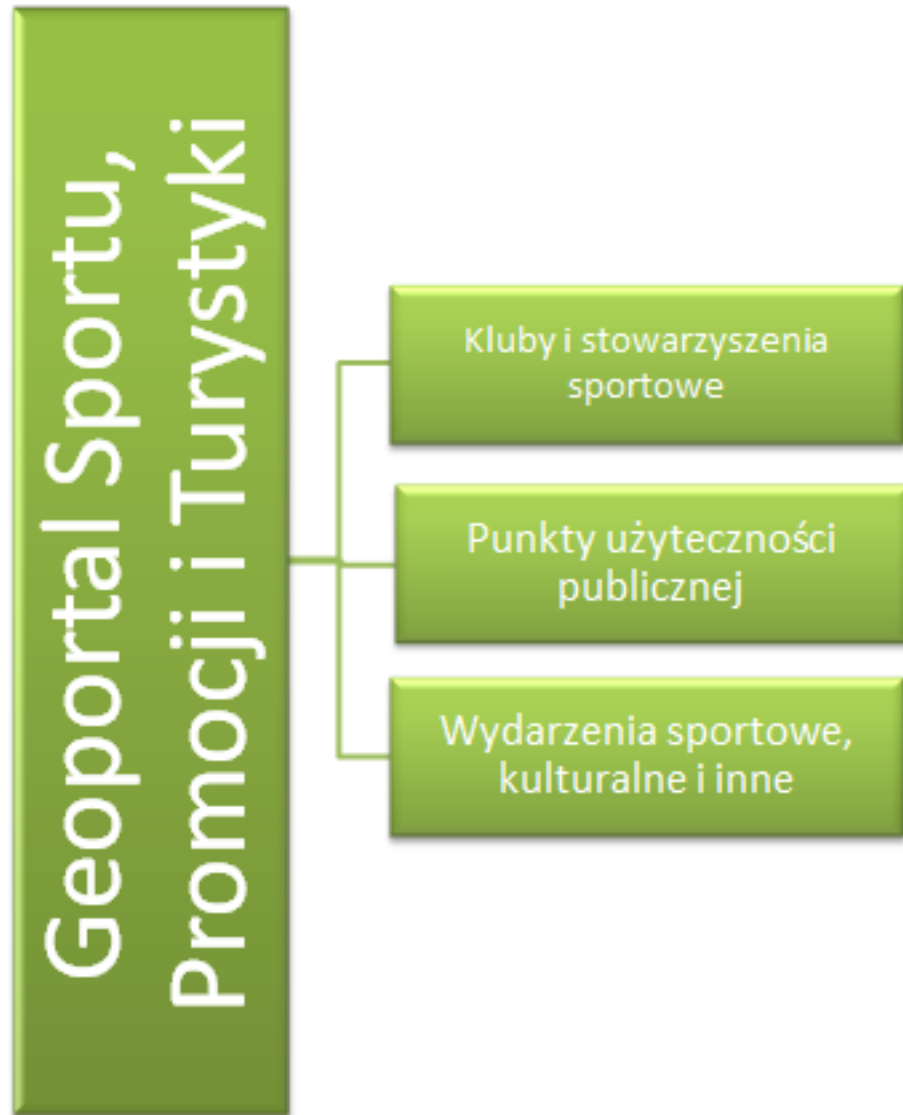 Geoportal Sportu,
Promocji i Turystyki
Kluby i stowarzyszenia
sportowe
Punkty użyteczności
publicznej
Wydarzenia sportowe,
kulturalne i inne